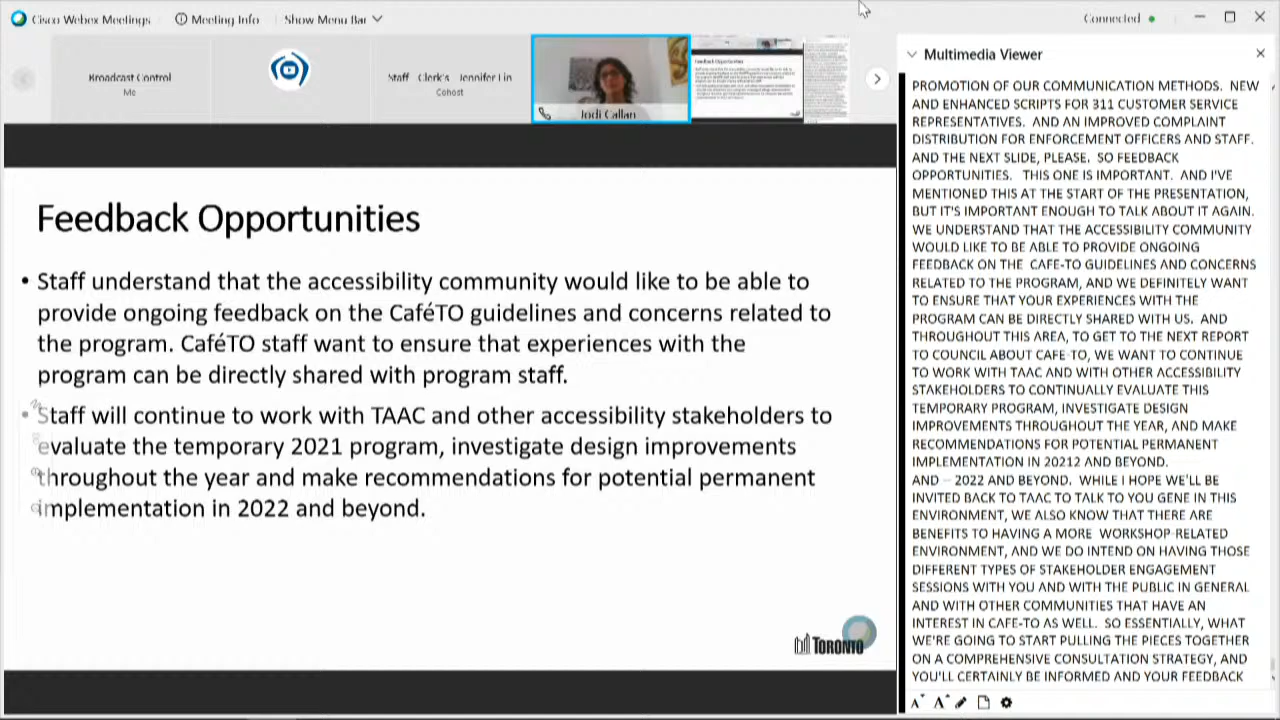 Cisco Webex Meetings
Meeting Info
Show Menu Bar
Connected
Staff
Clerk's
Jennifer Lin
Cohost
Jodi Callan
Feedback Opportunities
• Staff understand that the accessibility community would like to be able to
provide ongoing feedback on the CaféTO guidelines and concerns related to
the program. CaféTO staff want to ensure that experiences with the
program can be directly shared with program staff.
• Staff will continue to work with TAAC and other accessibility stakeholders to
evaluate the temporary 2021 program, investigate design improvements
throughout the year and make recommendations for potential permanent
implementation in 2022 and beyond.
TORONTO
Multimedia Viewer
PROMOTION OF OUR COMMUNICATION METHODS. NEW
AND ENHANCED SCRIPTS FOR 311 CUSTOMER SERVICE
REPRESENTATIVES. AND AN IMPROVED COMPLAINT
DISTRIBUTION FOR ENFORCEMENT OFFICERS AND STAFF.
AND THE NEXT SLIDE, PLEASE. SO FEEDBACK
OPPORTUNITIES. THIS ONE IS IMPORTANT. AND I'VE
MENTIONED THIS AT THE START OF THE PRESENTATION,
BUT IT'S IMPORTANT ENOUGH TO TALK ABOUT IT AGAIN.
WE UNDERSTAND THAT THE ACCESSIBILITY COMMUNITY
WOULD LIKE TO BE ABLE TO PROVIDE ONGOING
FEEDBACK ON THE CAFE-TO GUIDELINES AND CONCERNS
RELATED TO THE PROGRAM, AND WE DEFINITELY WANT
TO ENSURE THAT YOUR EXPERIENCES WITH THE
PROGRAM CAN BE DIRECTLY SHARED WITH US. AND
THROUGHOUT THIS AREA, TO GET TO THE NEXT REPORT
TO COUNCIL ABOUT CAFE-TO, WE WANT TO CONTINUE
TO WORK WITH TAAC AND WITH OTHER ACCESSIBILITY
STAKEHOLDERS TO CONTINUALLY EVALUATE THIS
TEMPORARY PROGRAM, INVESTIGATE DESIGN
IMPROVEMENTS THROUGHOUT THE YEAR, AND MAKE
RECOMMENDATIONS FOR POTENTIAL PERMANENT
IMPLEMENTATION IN 20212 AND BEYOND.
AND -- 2022 AND BEYOND. WHILE I HOPE WE'LL BE
INVITED BACK TO TAAC TO TALK TO YOU GENE IN THIS
ENVIRONMENT, WE ALSO KNOW THAT THERE ARE
BENEFITS TO HAVING A MORE WORKSHOP-RELATED
ENVIRONMENT, AND WE DO INTEND ON HAVING THOSE
DIFFERENT TYPES OF STAKEHOLDER ENGAGEMENT
SESSIONS WITH YOU AND WITH THE PUBLIC IN GENERAL
AND WITH OTHER COMMUNITIES THAT HAVE AN
INTEREST IN CAFE-TO AS WELL. SO ESSENTIALLY, WHAT
WE'RE GOING TO START PULLING THE PIECES TOGETHER
ON A COMPREHENSIVE CONSULTATION STRATEGY, AND
YOU'LL CERTAINLY BE INFORMED AND YOUR FEEDBACK